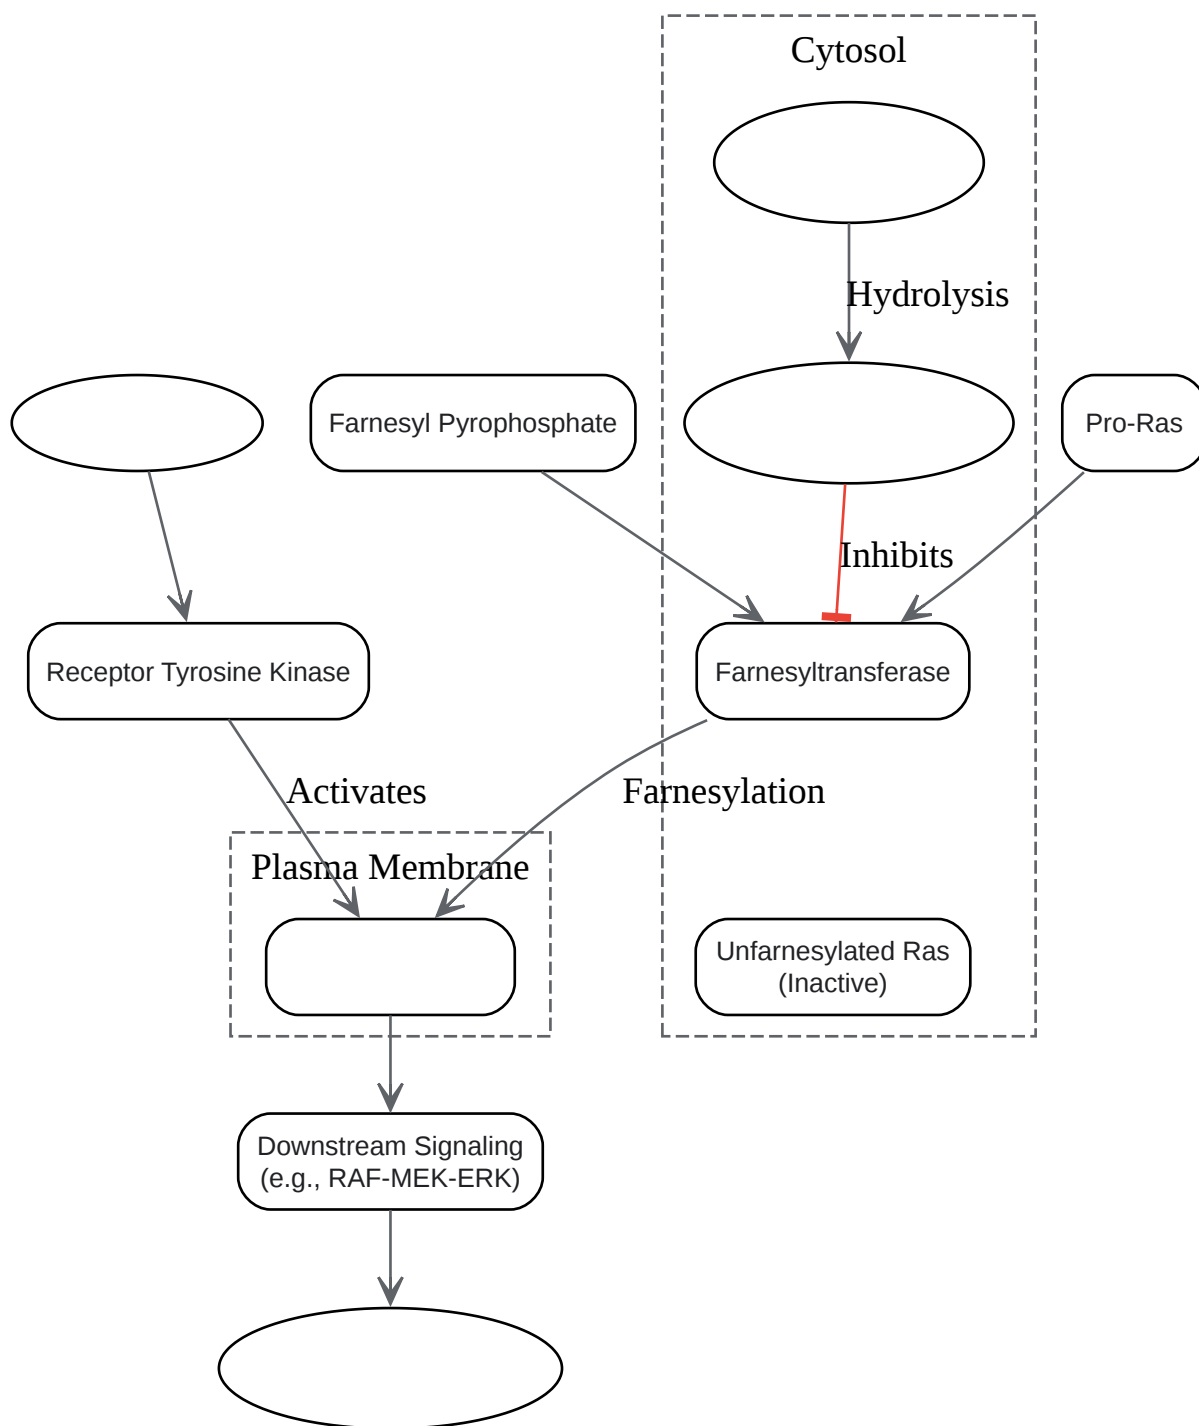 Cytosol
Hydrolysis
Farnesyl Pyrophosphate
Pro-Ras
Inhibits
Receptor Tyrosine Kinase
Farnesyltransferase
Activates
Farnesylation
Plasma Membrane
Unfarnesylated Ras
(Inactive)
Downstream Signaling
(e.g., RAF-MEK-ERK)